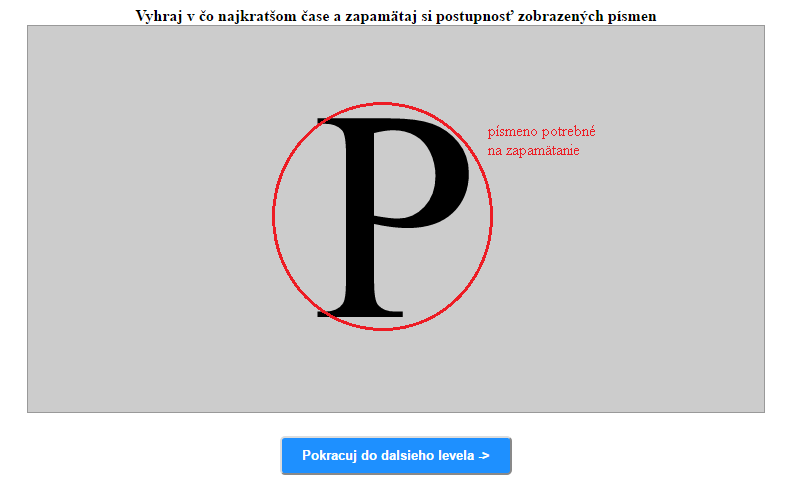 Vyhraj v čo najkratšom čase a zapamätaj si postupnosť zobrazených písmen
P
písmeno potrebné
na zapamätanie
Pokracuj do dalsieho levela ->